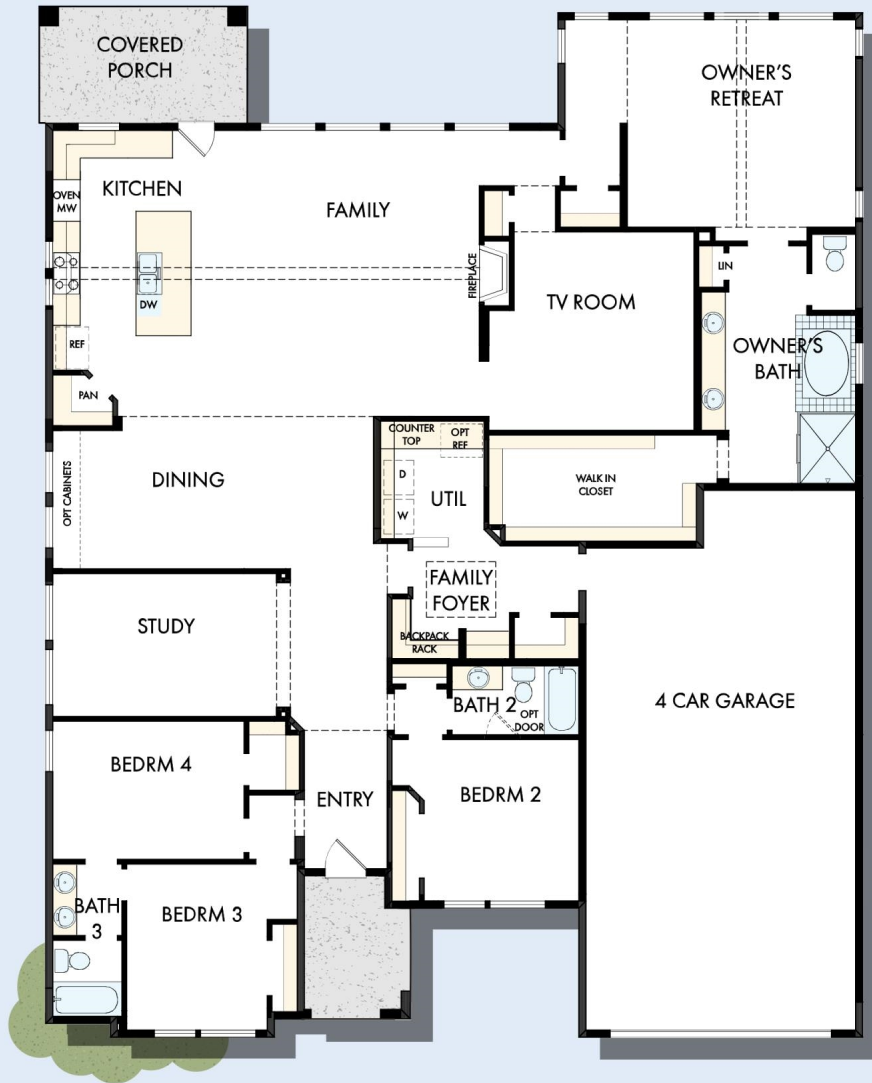 COVERED
PORCH
OWNER'S
RETREAT
KITCHEN
OVEN
MW
FAMILY
FIREPLACE
LIN
DW
TV ROOM
REF
OWNER'S
BATH
PAN
COUNTER
TOP
OPT
REF
OPT CABINETS
DINING
D
UTIL
W
WALK IN
CLOSET
FAMILY
FOYER
STUDY
BACKPACK
RACK
4 CAR GARAGE
BATH 2
OPT
DOOR
BEDRM 4
ENTRY
BEDRM 2
BATH
3
BEDRM 3